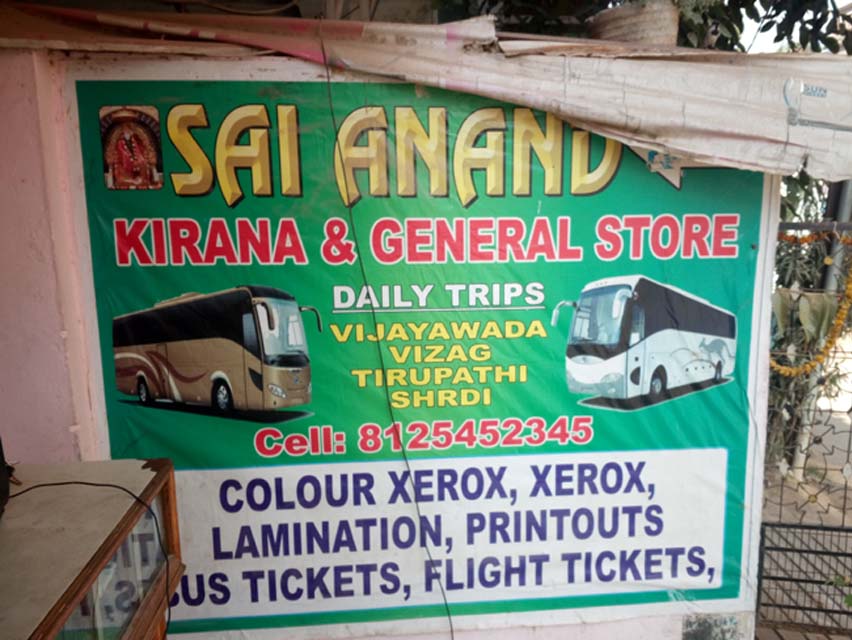 SAI ANAND
KIRANA & GENERAL STORE
DAILY TRIPS
VIJAYAWADA
VIZAG
TIRUPATHI
SHRDI
Cell: 8125452345
COLOUR XEROX, XEROX,
LAMINATION, PRINTOUTS
BUS TICKETS, FLIGHT TICKETS,